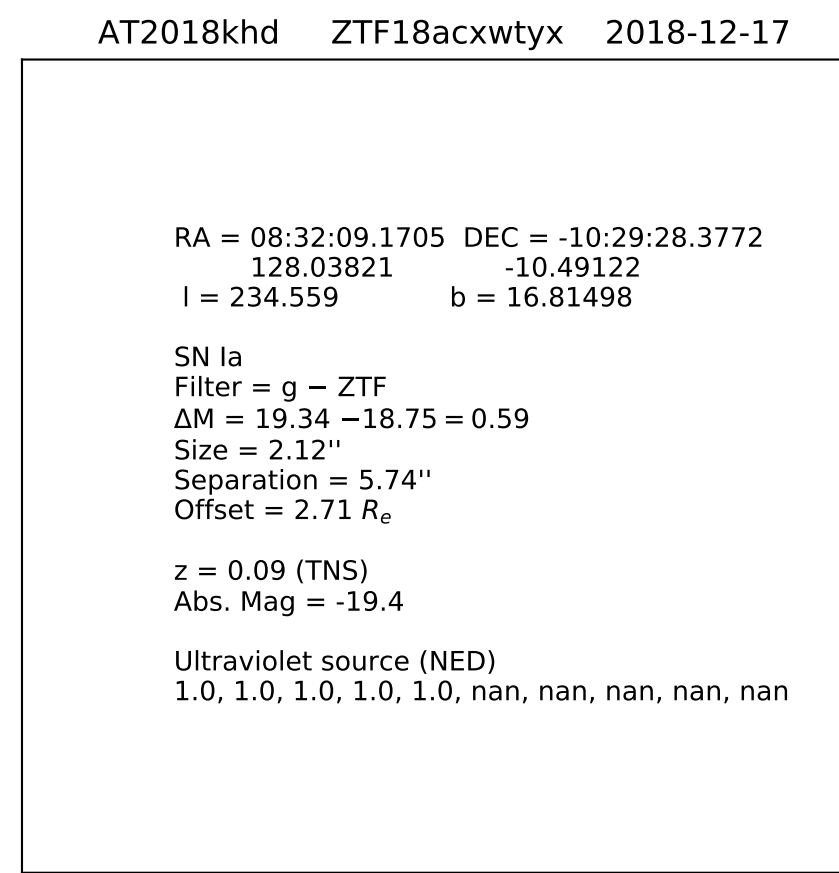 AT2018khd ZTF18acxwtyx 2018-12-17
RA = 08:32:09.1705 DEC = -10:29:28.3772
128.03821 -10.49122
l = 234.559 b = 16.81498
SN Ia
Filter = g − ZTF
ΔM = 19.34 −18.75 = 0.59
Size = 2.12''
Separation = 5.74''
Offset = 2.71 Re
z = 0.09 (TNS)
Abs. Mag = -19.4
Ultraviolet source (NED)
1.0, 1.0, 1.0, 1.0, 1.0, nan, nan, nan, nan, nan